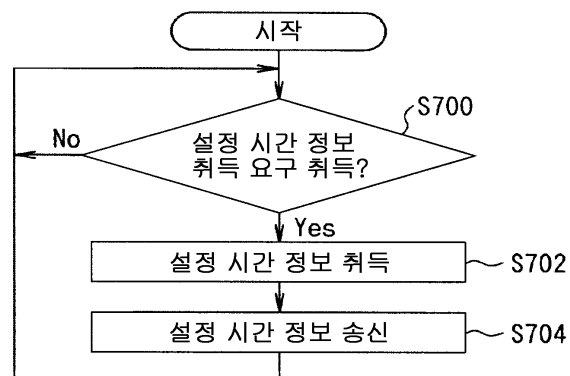 시작
S700
No
설정 시간 정보
취득 요구 취득?
Yes
설정 시간 정보 취득
S702
설정 시간 정보 송신
S704